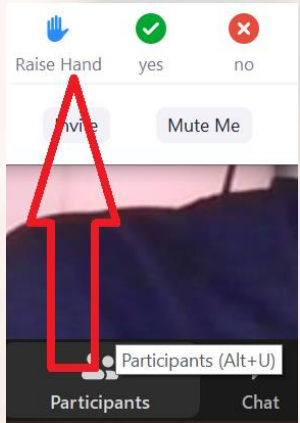 Raise Hand yes no
Invite Mute Me
Participants (Alt+U)
Participants Chat